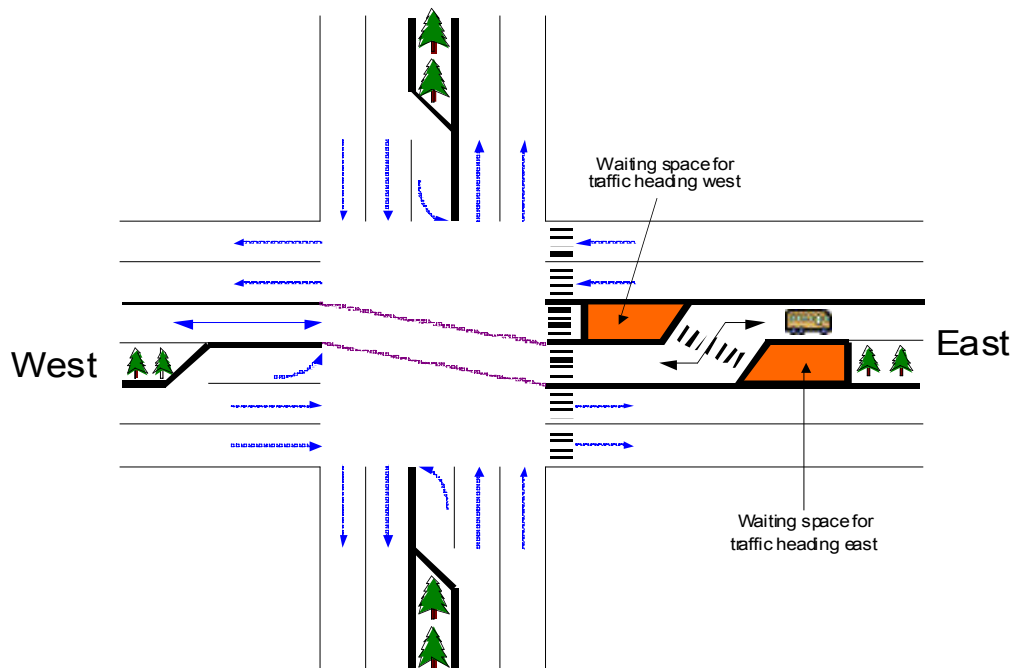 Waiting space for
traffic heading west
West
East
Waiting space for
traffic heading east